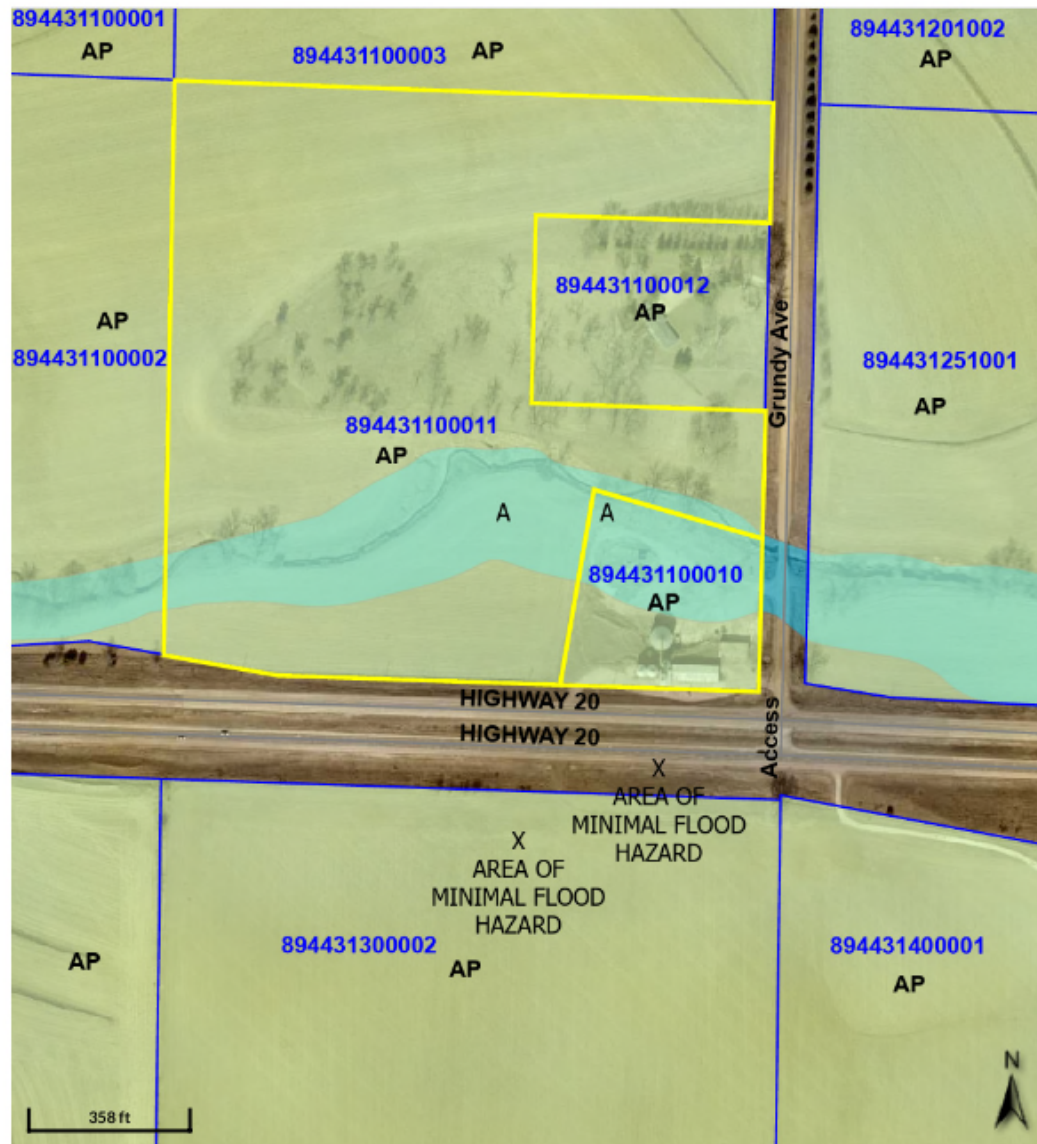 894431100001
AP
894431100003
AP
894431201002
AP
894431100012
AP
AP
894431100002
Grundy Ave
894431251001
AP
894431100011
AP
A
A
894431100010
AP
HIGHWAY 20
HIGHWAY 20
Access
X
AREA OF
MINIMAL FLOOD
HAZARD
X
AREA OF
MINIMAL FLOOD
HAZARD
894431300002
AP
AP
894431400001
AP
358 ft
N